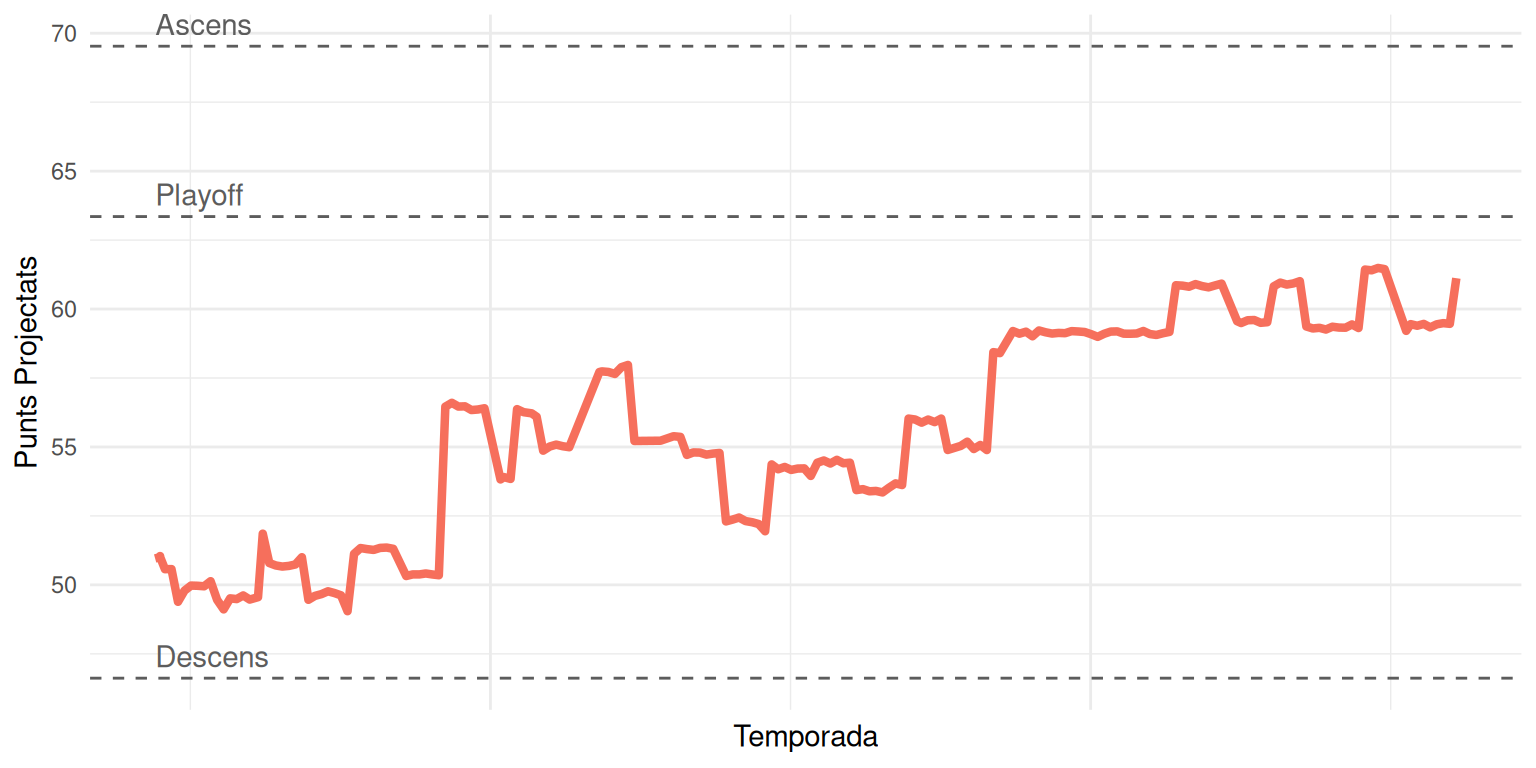 Ascens
70
65
Playoff
60
Punts Projectats
55
50
Descens
Temporada